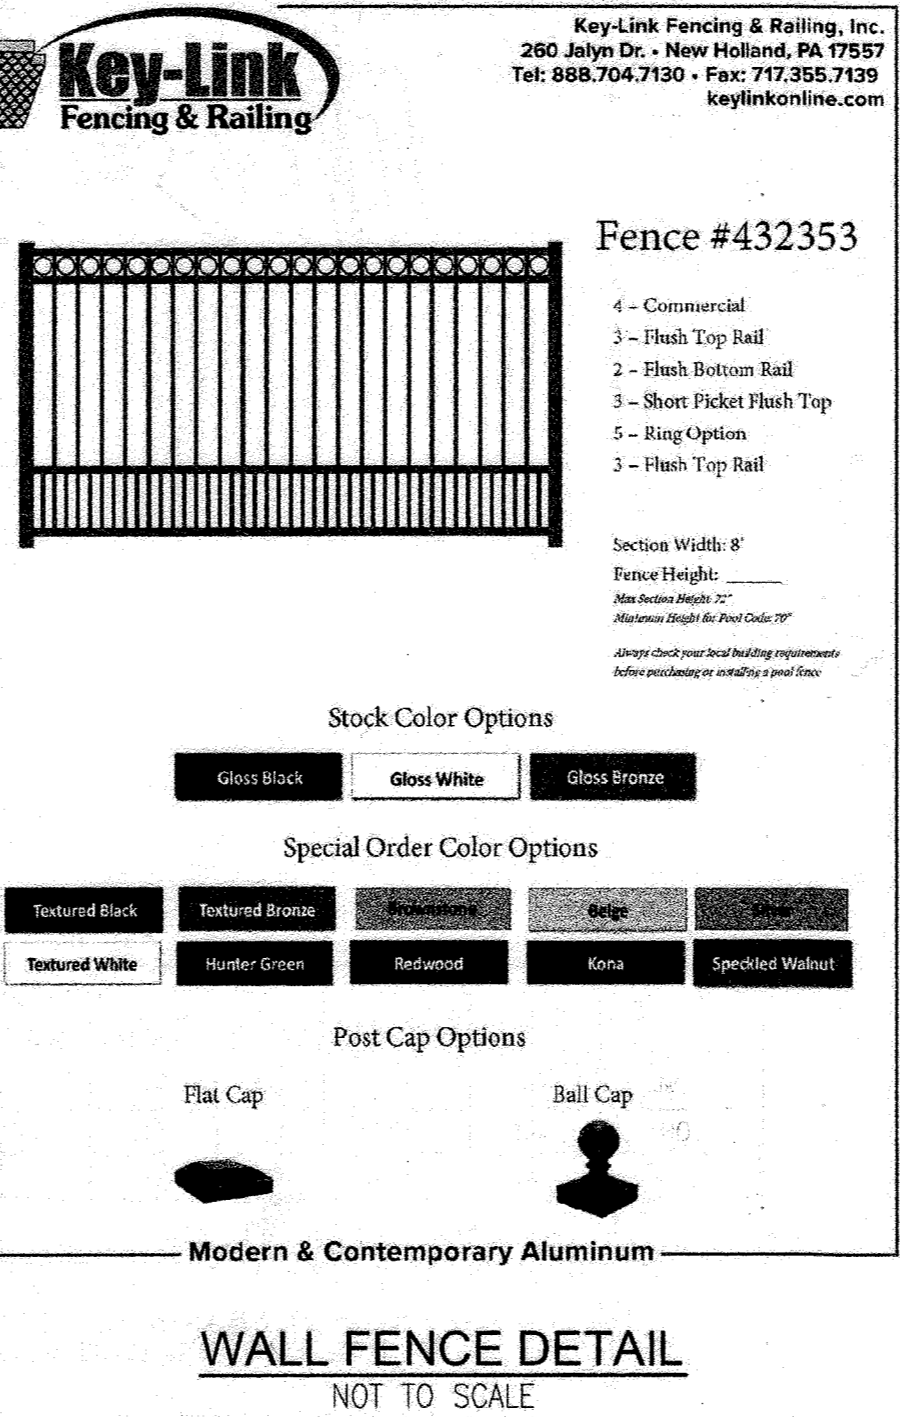 Key-Link
Fencing & Railing
Key-Link Fencing & Railing, Inc.
260 Jalyn Dr. • New Holland, PA 17557
Tel: 888.704.7130 • Fax: 717.355.7139
keylinkonline.com
Fence #432353
4 – Commercial
3 – Flush Top Rail
2 – Flush Bottom Rail
3 – Short Picket Flush Top
5 – Ring Option
3 – Flush Top Rail
Section Width: 8'
Fence Height: ______
Max Section Height: 72"
Minimum Height for Pool Code: 70"
Always check your local building requirements
before purchasing or installing a pool fence
Stock Color Options
Gloss Black Gloss White Gloss Bronze
Special Order Color Options
Textured Black Textured Bronze Brownstone Beige Silver
Textured White Hunter Green Redwood Kona Speckled Walnut
Post Cap Options
Flat Cap Ball Cap
Modern & Contemporary Aluminum
WALL FENCE DETAIL
NOT TO SCALE